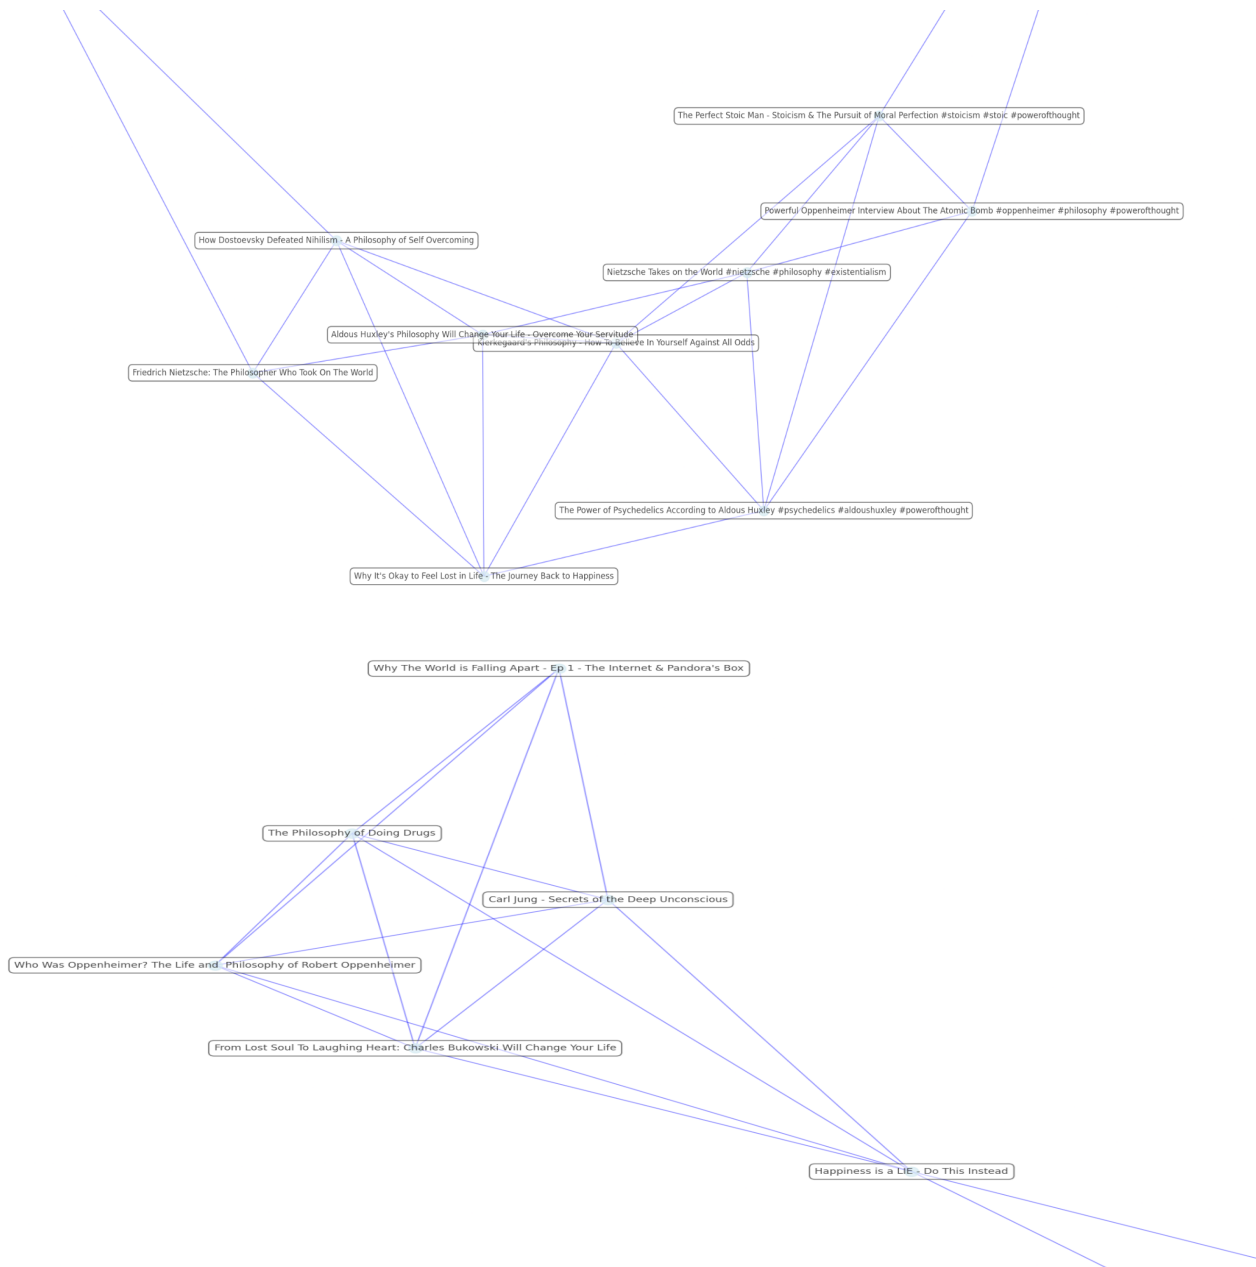 The Perfect Stoic Man - Stoicism & The Pursuit of Moral Perfection #stoicism #stoic #powerofthought
Powerful Oppenheimer Interview About The Atomic Bomb #oppenheimer #philosophy #powerofthought
How Dostoevsky Defeated Nihilism - A Philosophy of Self Overcoming
Nietzsche Takes on the World #nietzsche #philosophy #existentialism
Aldous Huxley's Philosophy Will Change Your Life - Overcome Your Servitude
Kierkegaard's Philosophy - How To Believe In Yourself Against All Odds
Friedrich Nietzsche: The Philosopher Who Took On The World
The Power of Psychedelics According to Aldous Huxley #psychedelics #aldoushuxley #powerofthought
Why It's Okay to Feel Lost in Life - The Journey Back to Happiness
Why The World is Falling Apart - Ep 1 - The Internet & Pandora's Box
The Philosophy of Doing Drugs
Carl Jung - Secrets of the Deep Unconscious
Who Was Oppenheimer? The Life and  Philosophy of Robert Oppenheimer
From Lost Soul To Laughing Heart: Charles Bukowski Will Change Your Life
Happiness is a LIE - Do This Instead